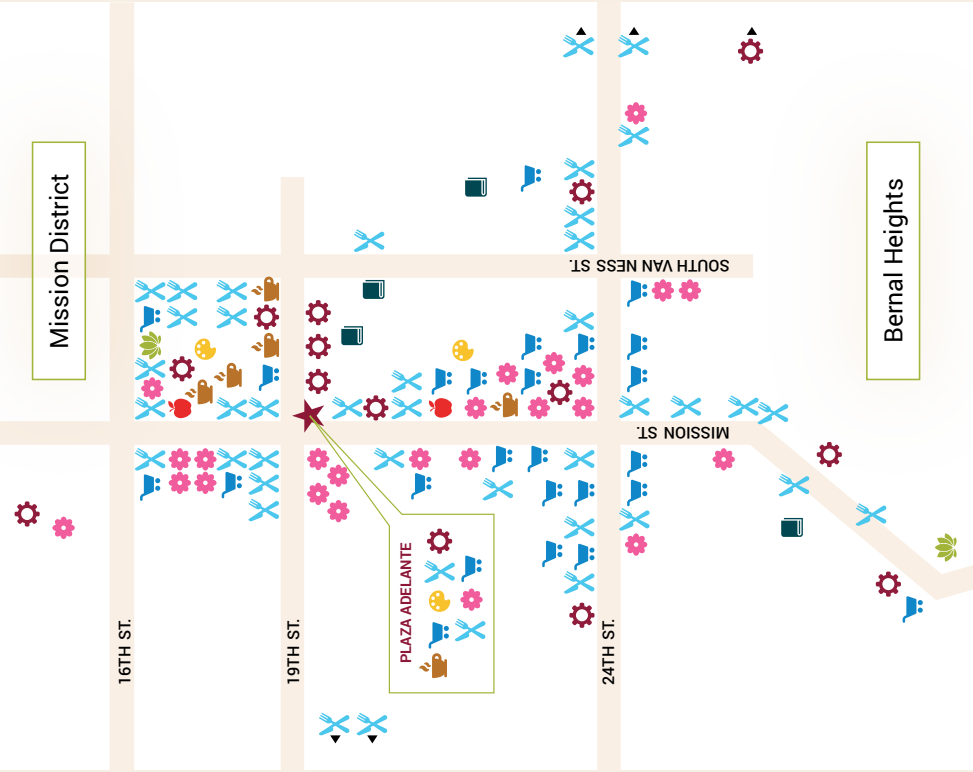 Mission District
Bernal Heights
SOUTH VAN NESS ST.
MISSION ST.
PLAZA ADELANTE
16TH ST.
19TH ST.
24TH ST.